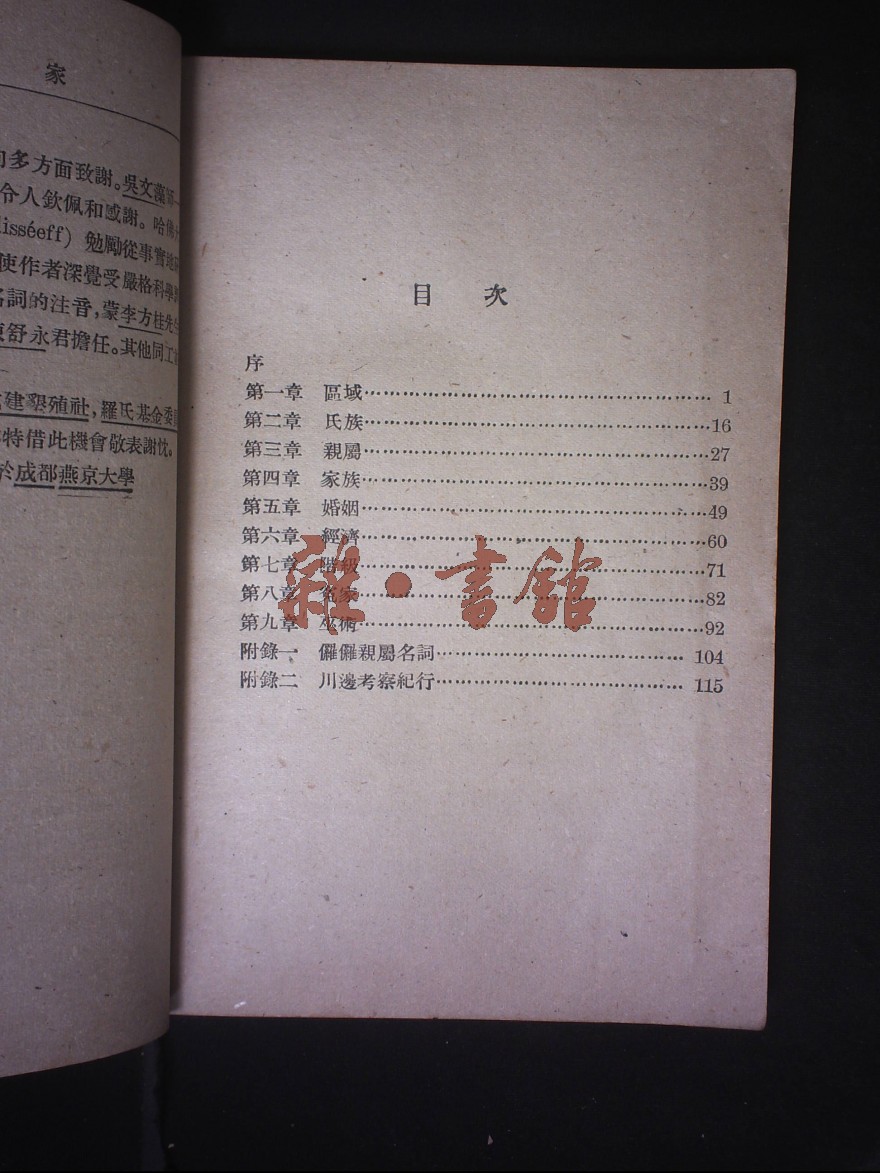 家
多方面致謝。吳文藻師一
令人欽佩和感謝。哈佛
isséeff) 勉勵從事實地
使作者深覺受嚴格科學
名詞的注音,蒙李方桂先生
舒永君擔任。其他同工
建墾殖社,羅氏基金委
特借此機會敬表謝忱。
於成都燕京大學
目次
序
第一章 區域……………………………………………………1
第二章 氏族……………………………………………………16
第三章 親屬……………………………………………………27
第四章 家族……………………………………………………39
第五章 婚姻……………………………………………………49
第六章 經濟……………………………………………………60
第七章 階級……………………………………………………71
第八章 冤家……………………………………………………82
第九章 巫術……………………………………………………92
附錄一 儸儸親屬名詞…………………………………… 104
附錄二 川邊考察紀行…………………………………… 115
雜·書館